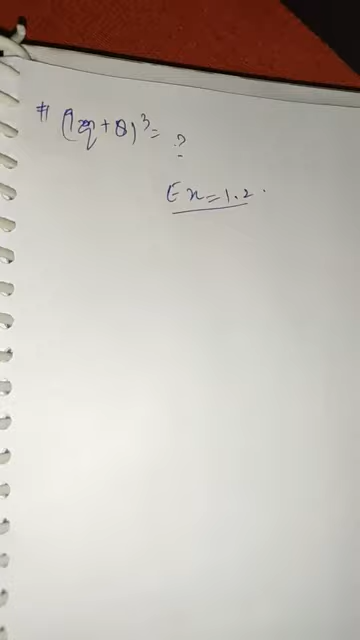 # (9q + 8)³ = ?
Ex = 1.2.